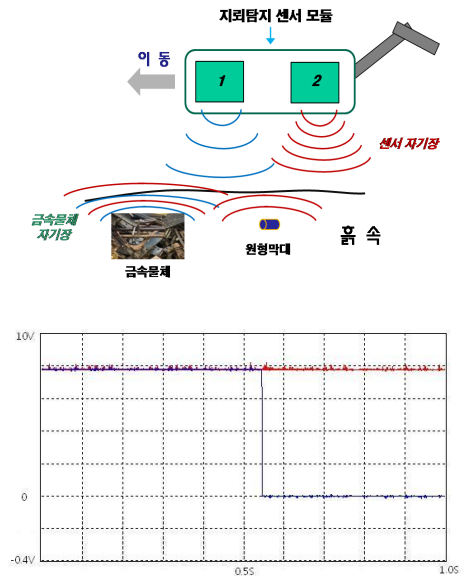 지뢰탐지 센서 모듈
이 동
1
2
센서 자기장
금속물체
자기장
금속물체
원형막대
흙 속
10V
0
-0.4V
0.5S
1.0S